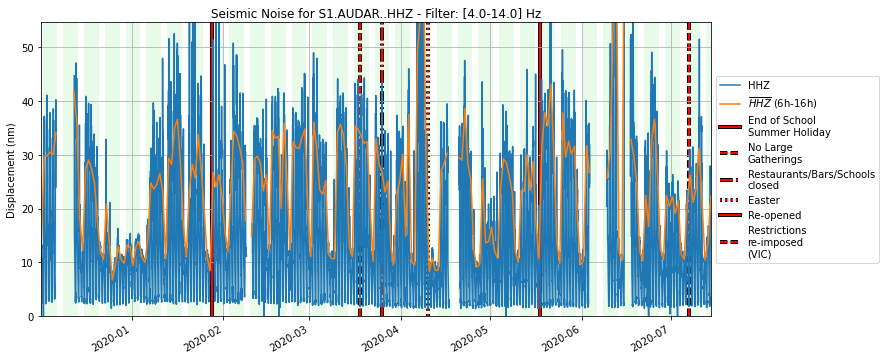 Seismic Noise for S1.AUDAR..HHZ - Filter: [4.0-14.0] Hz
Displacement (nm)
50
40
30
20
10
0
2020-01
2020-02
2020-03
2020-04
2020-05
2020-06
2020-07
HHZ
HHZ (6h-16h)
End of School
Summer Holiday
No Large
Gatherings
Restaurants/Bars/Schools
closed
Easter
Re-opened
Restrictions
re-imposed
(VIC)